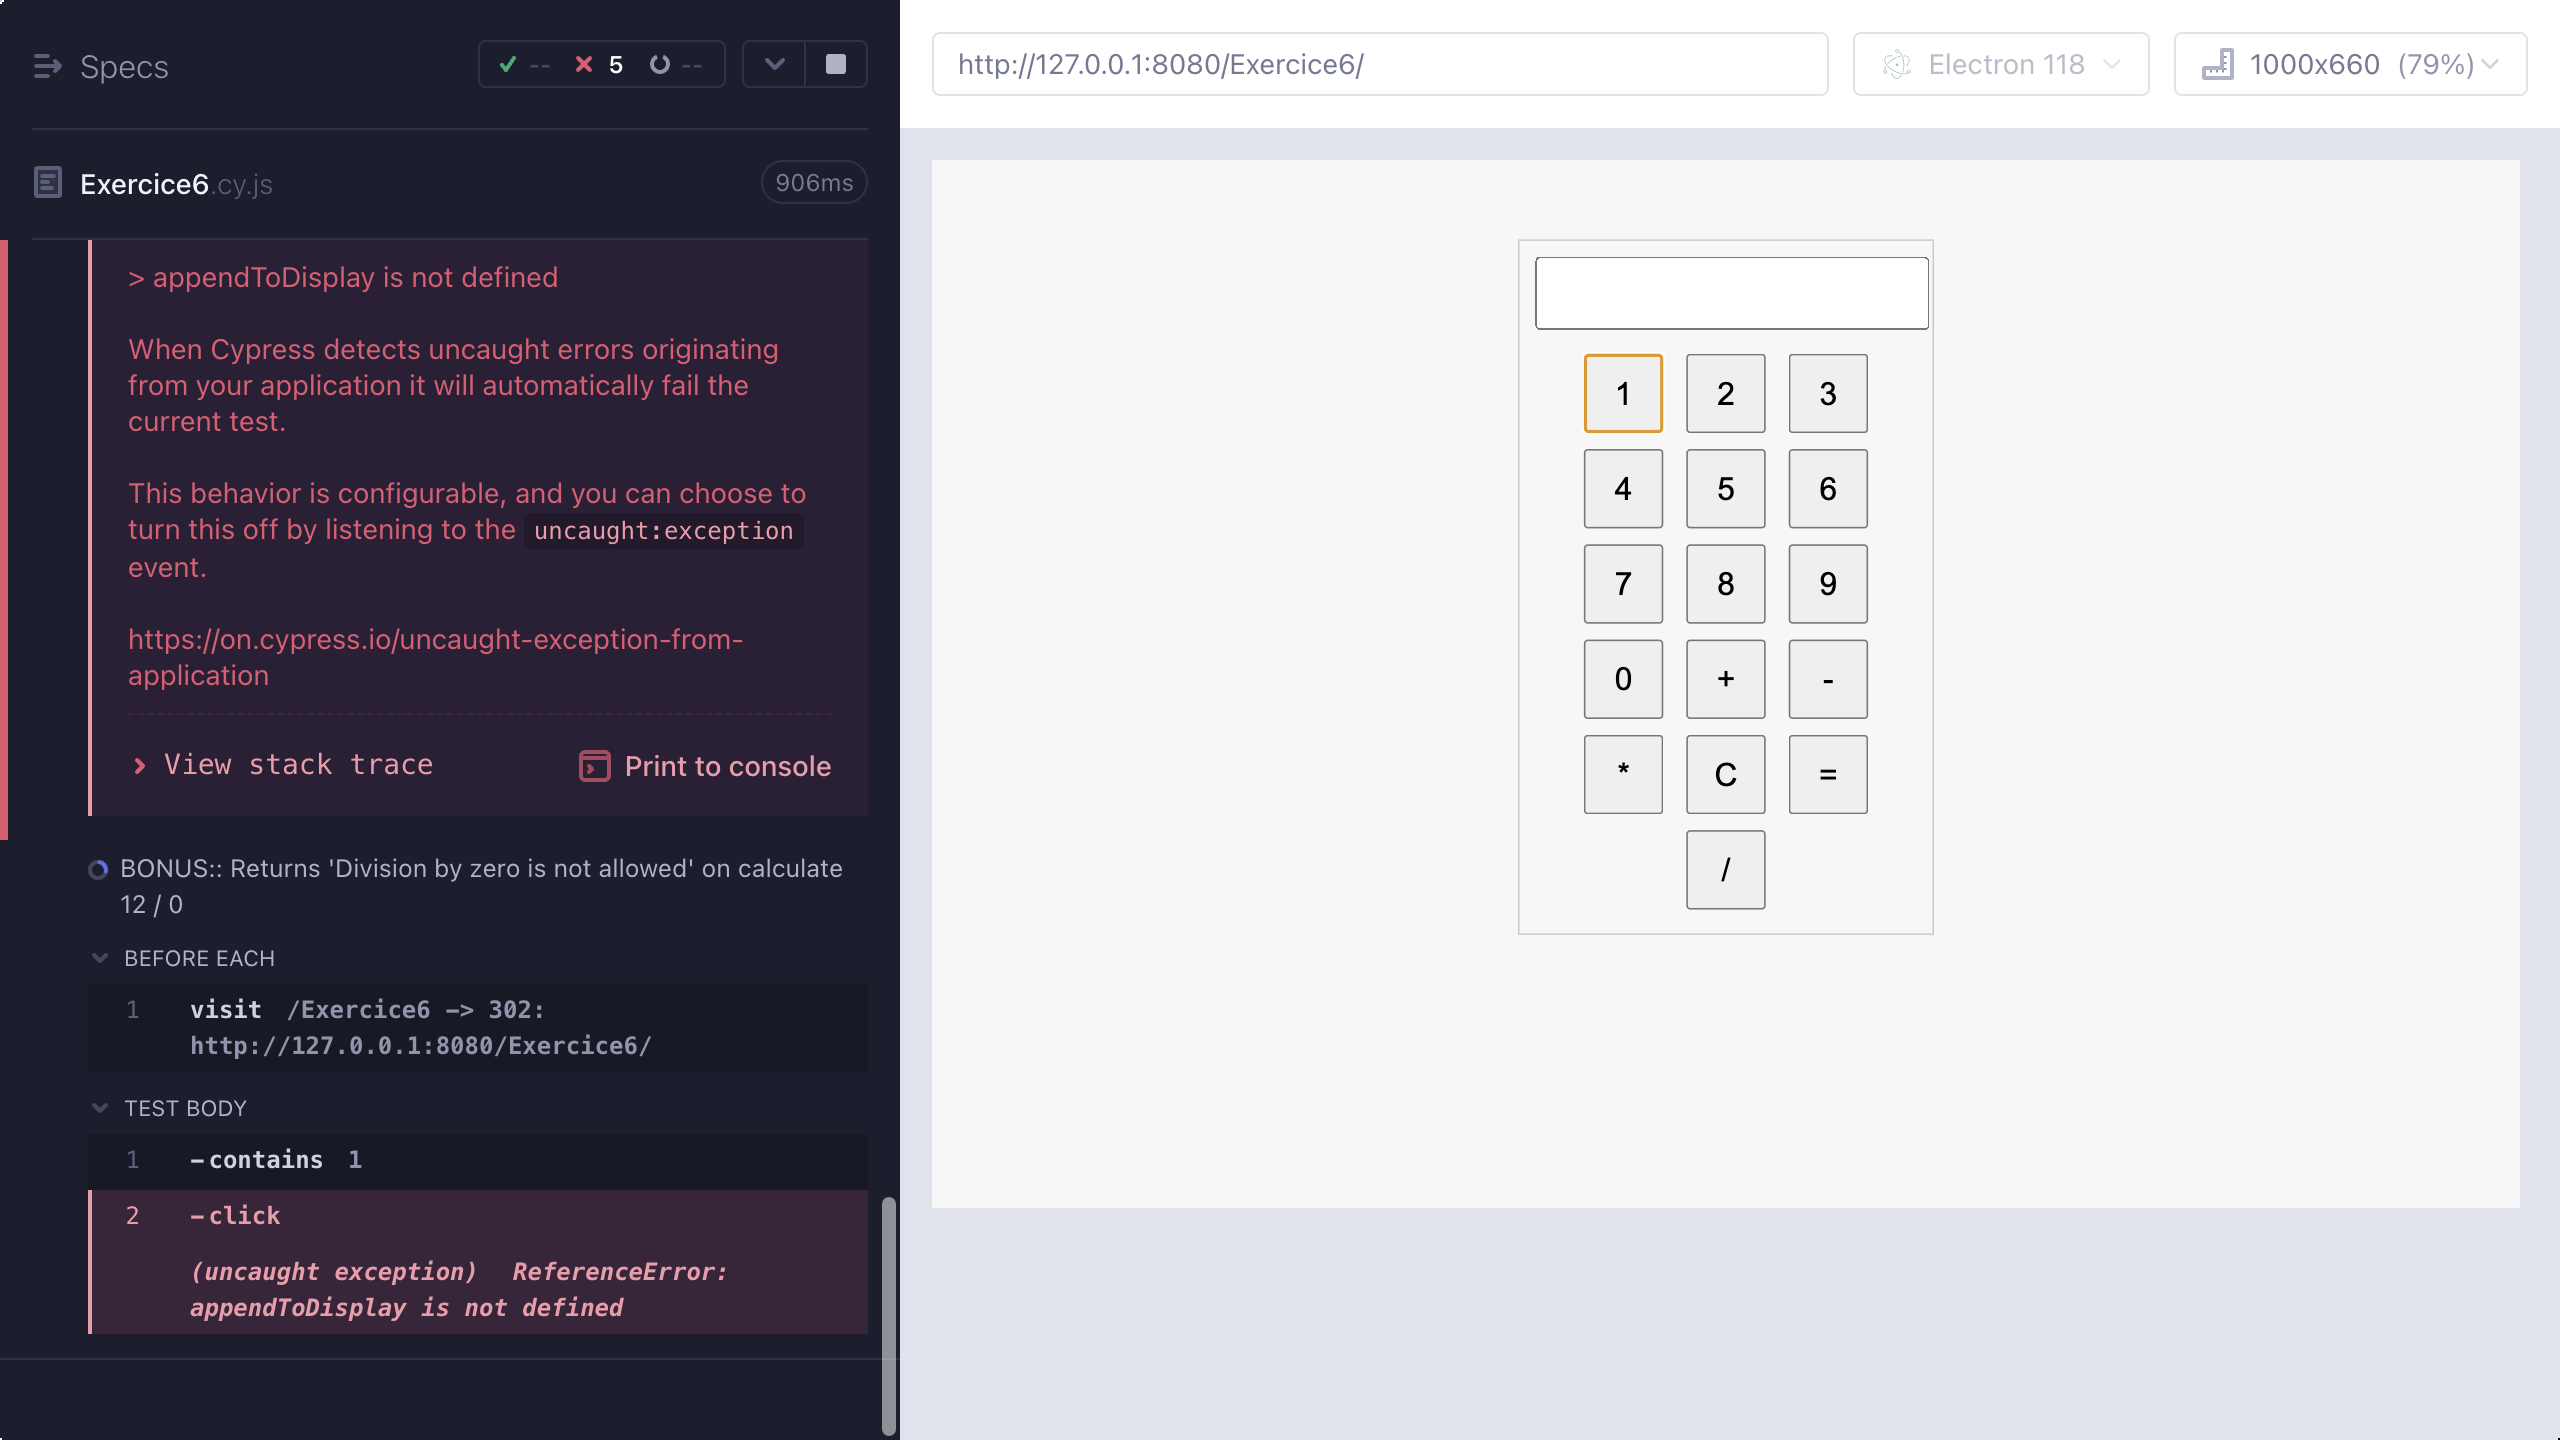 Specs
-- 5 --
Exercice6.cy.js
906ms
> appendToDisplay is not defined
When Cypress detects uncaught errors originating
from your application it will automatically fail the
current test.
This behavior is configurable, and you can choose to
turn this off by listening to the uncaught:exception
event.
https://on.cypress.io/uncaught-exception-from-
application
> View stack trace
Print to console
BONUS:: Returns 'Division by zero is not allowed' on calculate
12 / 0
BEFORE EACH
1 visit /Exercice6 -> 302:
http://127.0.0.1:8080/Exercice6/
TEST BODY
1 -contains 1
2 -click
(uncaught exception) ReferenceError:
appendToDisplay is not defined
http://127.0.0.1:8080/Exercice6/
Electron 118
1000x660 (79%)
1 2 3
4 5 6
7 8 9
0 + -
* C =
/